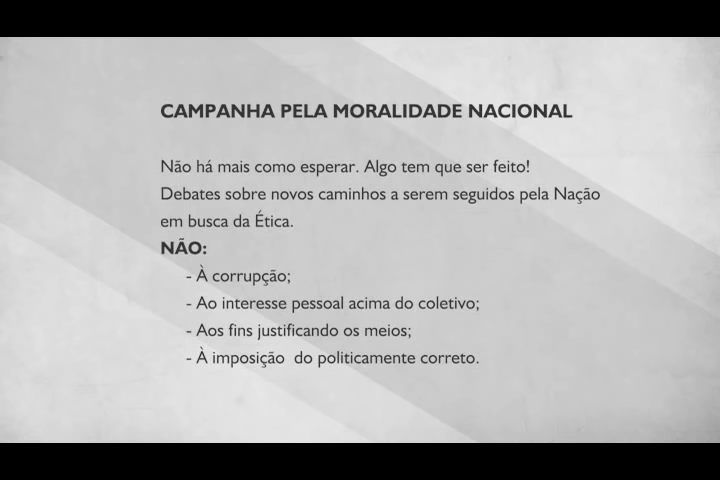 CAMPANHA PELA MORALIDADE NACIONAL
Não há mais como esperar. Algo tem que ser feito!
Debates sobre novos caminhos a serem seguidos pela Nação
em busca da Ética.
NÃO:
- À corrupção;
- Ao interesse pessoal acima do coletivo;
- Aos fins justificando os meios;
- À imposição  do politicamente correto.